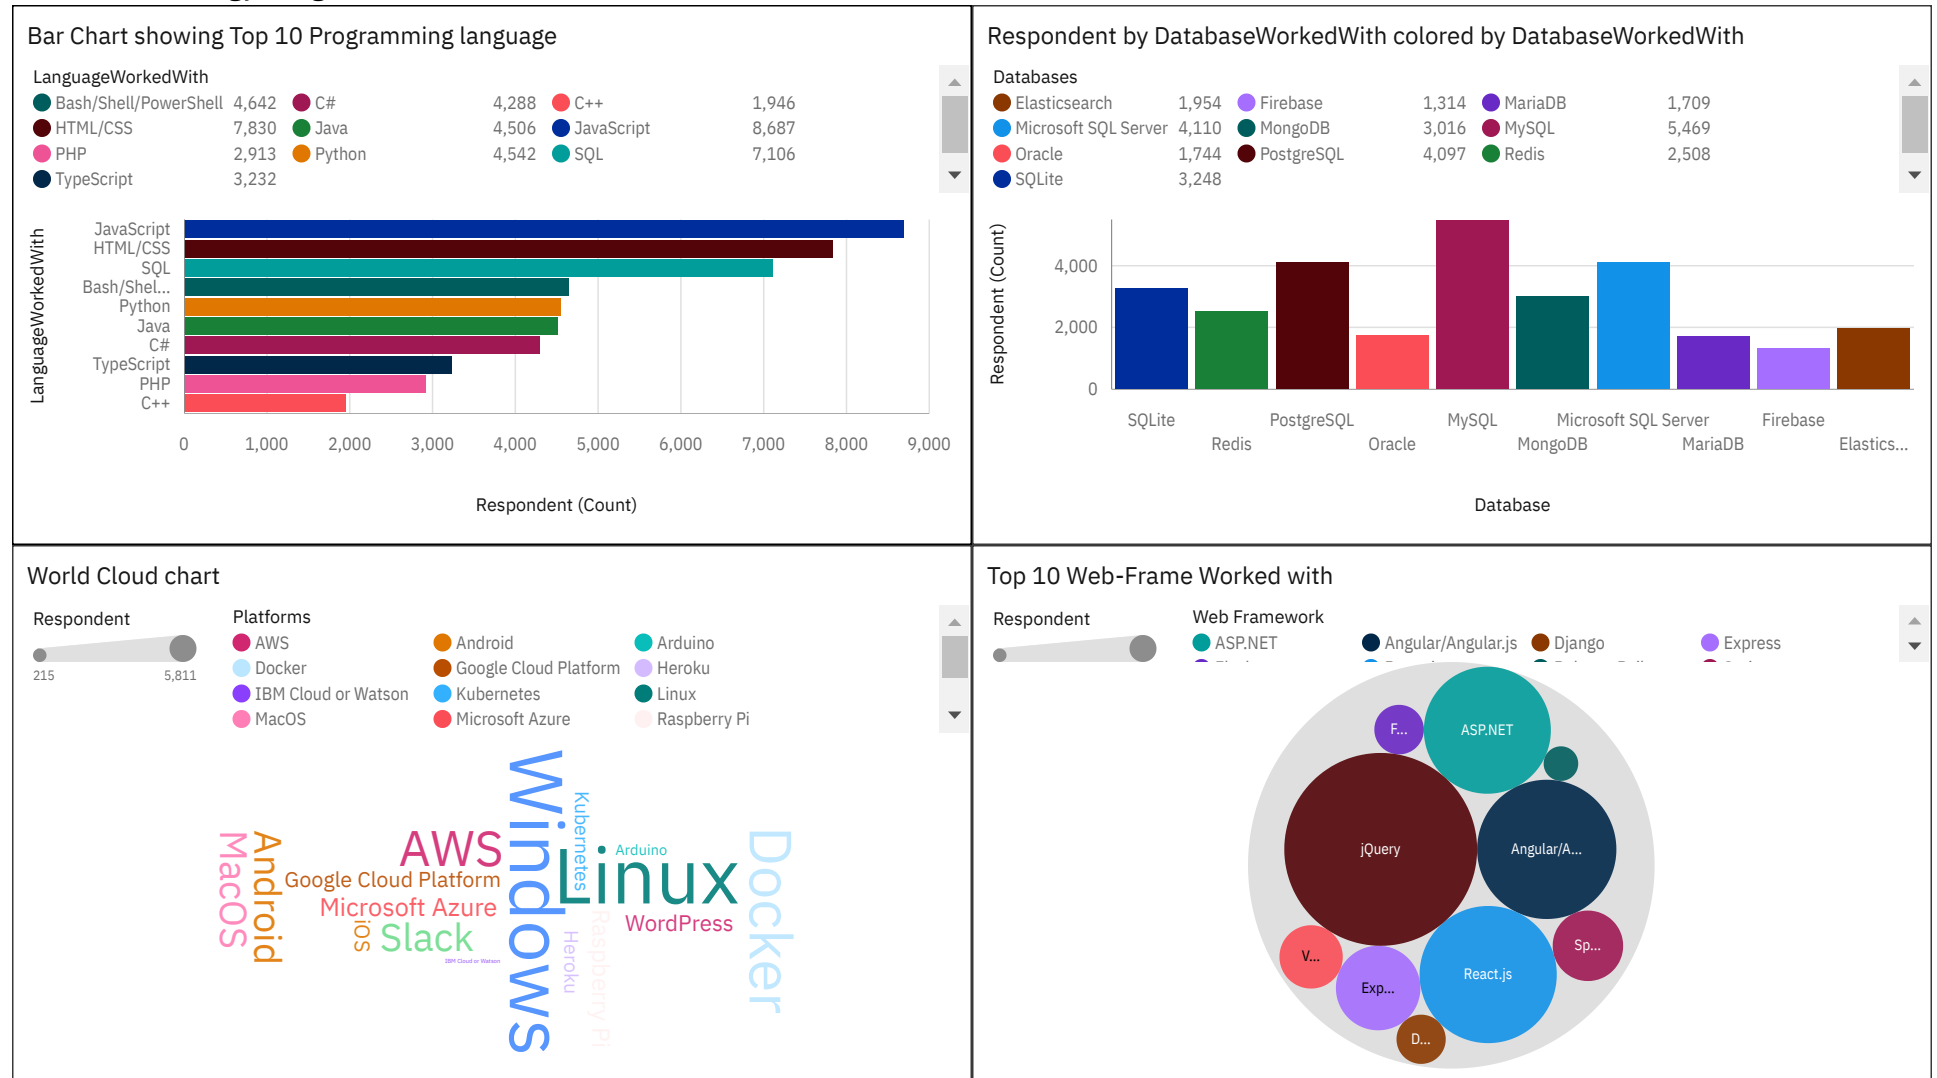 Bar Chart showing Top 10 Programming language
LanguageWorkedWith
Bash/Shell/PowerShell 4,642 C# 4,288 C++ 1,946
HTML/CSS 7,830 Java 4,506 JavaScript 8,687
PHP 2,913 Python 4,542 SQL 7,106
TypeScript 3,232
LanguageWorkedWith
JavaScript
HTML/CSS
SQL
Bash/Shel...
Python
Java
C#
TypeScript
PHP
C++
0 1,000 2,000 3,000 4,000 5,000 6,000 7,000 8,000 9,000
Respondent (Count)
Respondent by DatabaseWorkedWith colored by DatabaseWorkedWith
Databases
Elasticsearch 1,954 Firebase 1,314 MariaDB 1,709
Microsoft SQL Server 4,110 MongoDB 3,016 MySQL 5,469
Oracle 1,744 PostgreSQL 4,097 Redis 2,508
SQLite 3,248
Respondent (Count)
4,000
2,000
0
SQLite PostgreSQL MySQL Microsoft SQL Server Firebase
Redis Oracle MongoDB MariaDB Elastics...
Database
World Cloud chart
Respondent
215 5,811
Platforms
AWS Android Arduino
Docker Google Cloud Platform Heroku
IBM Cloud or Watson Kubernetes Linux
MacOS Microsoft Azure Raspberry Pi
MacOS
Android
AWS
Google Cloud Platform
Microsoft Azure
iOS
Slack
IBM Cloud or Watson
Windows
Kubernetes
Arduino
Linux
WordPress
Heroku
Raspberry Pi
Docker
Top 10 Web-Frame Worked with
Respondent
Web Framework
ASP.NET Angular/Angular.js Django Express
F...
ASP.NET
jQuery
Angular/A...
V...
Exp...
React.js
Sp...
D...